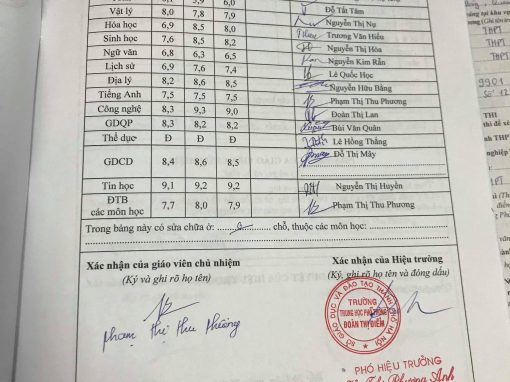 Vật lý 8,0 7,8 7,9 Đỗ Tất Tâm
Hóa học 6,9 8,5 8,0 Nguyễn Thị Nụ
Sinh học 7,6 8,5 8,2 Trương Văn Hiếu
Ngữ văn 6,8 6,3 6,5 Nguyễn Thị Hòa
Lịch sử 6,9 7,6 7,4 Nguyễn Kim Rẫn
Địa lý 8,2 8,6 8,5 Lê Quốc Học
Tiếng Anh 7,5 7,5 7,5 Nguyễn Hữu Bằng
Công nghệ 8,3 9,3 9,0 Phạm Thị Thu Phương
GDQP 8,3 8,2 8,2 Đoàn Thị Lan
Thể dục Đ Đ Đ Bùi Văn Quân
Lê Hồng Thắng
GDCD 8,4 8,6 8,5 Đỗ Thị Mây
Tin học 9,1 9,2 9,2 Nguyễn Thị Huyền
ĐTB
các môn học 7,7 8,0 7,9 Phạm Thị Thu Phương
Trong bảng này có sửa chữa ở: 0 chỗ, thuộc các môn học:
Xác nhận của giáo viên chủ nhiệm
(Ký và ghi rõ họ tên)
Phạm Thị Thu Phương
Xác nhận của Hiệu trưởng
(Ký, ghi rõ họ tên và đóng dấu)
SỞ GIÁO DỤC VÀ ĐÀO TẠO THÀNH PHỐ HÀ NỘI
TRƯỜNG
TRUNG HỌC PHỔ THÔNG
ĐOÀN THỊ ĐIỂM
PHÓ HIỆU TRƯỞNG
Phương Anh
THPT
THPT
THPT
9901
THI